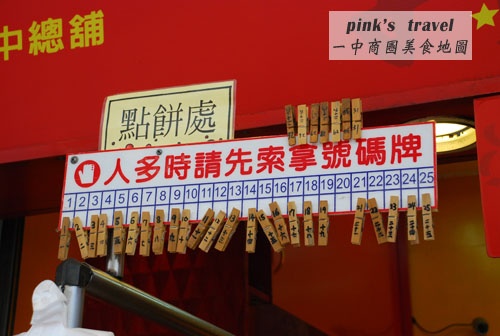 pink's travel
一中商圈美食地圖
中總舖
點餅處
人多時請先索拿號碼牌
1 2 3 4 5 6 7 8 9 10 11 12 13 14 15 16 17 18 19 20 21 22 23 24 25